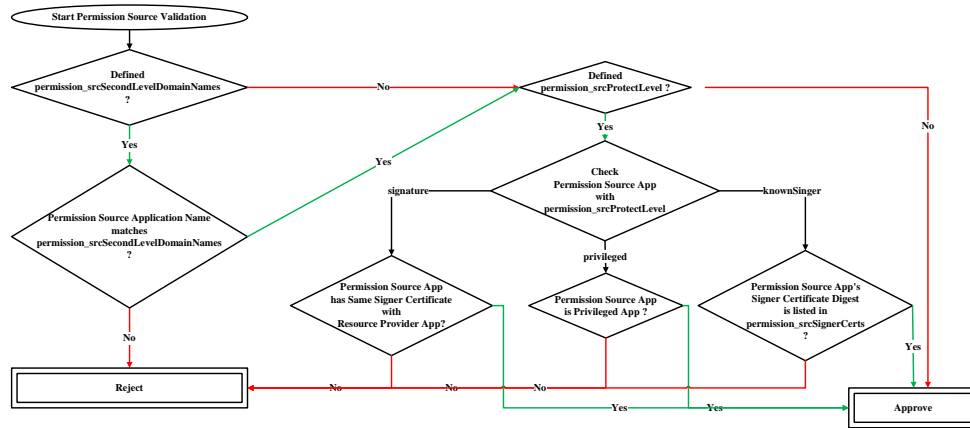 Start Permission Source Validation
Defined
permission_srcSecondLevelDomainNames
?
No
Defined
permission_srcProtectLevel ?
Yes
Yes
No
Yes
Check
Permission Source App
with
permission_srcProtectLevel
signature
knownSinger
privileged
Permission Source Application Name
matches
permission_srcSecondLevelDomainNames
?
Permission Source App
has Same Signer Certificate
with
Resource Provider App?
Permission Source App
is Privileged App ?
Permission Source App's
Signer Certificate Digest
is listed in
permission_srcSignerCerts
?
No
Yes
Reject
No
No
No
Yes
Yes
Approve